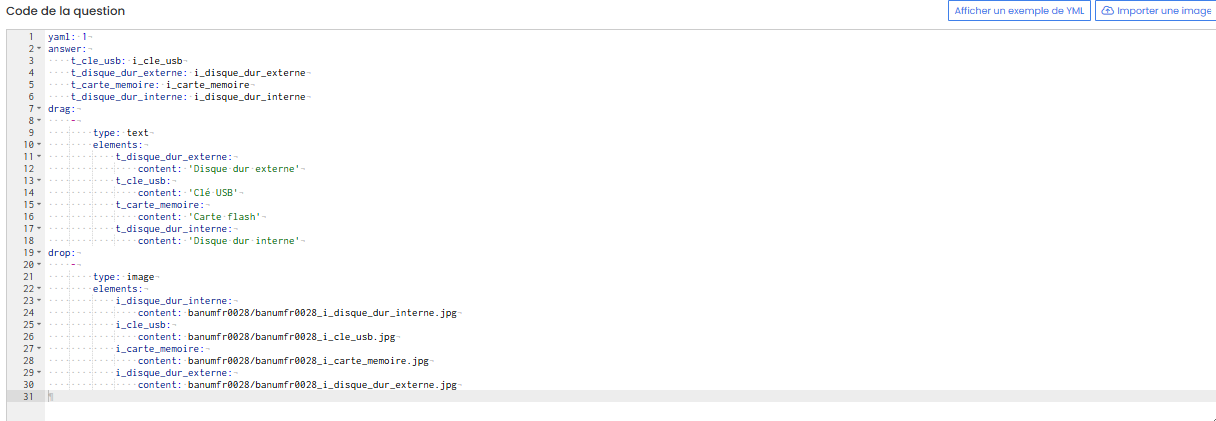 Code de la question
Afficher un exemple de YML
Importer une image
1 yaml: 1
2 answer:
3     t_cle_usb: i_cle_usb
4     t_disque_dur_externe: i_disque_dur_externe
5     t_carte_memoire: i_carte_memoire
6     t_disque_dur_interne: i_disque_dur_interne
7 drag:
8     -
9         type: text
10         elements:
11             t_disque_dur_externe:
12                 content: 'Disque dur externe'
13             t_cle_usb:
14                 content: 'Clé USB'
15             t_carte_memoire:
16                 content: 'Carte flash'
17             t_disque_dur_interne:
18                 content: 'Disque dur interne'
19 drop:
20     -
21         type: image
22         elements:
23             i_disque_dur_interne:
24                 content: banumfr0028/banumfr0028_i_disque_dur_interne.jpg
25             i_cle_usb:
26                 content: banumfr0028/banumfr0028_i_cle_usb.jpg
27             i_carte_memoire:
28                 content: banumfr0028/banumfr0028_i_carte_memoire.jpg
29             i_disque_dur_externe:
30                 content: banumfr0028/banumfr0028_i_disque_dur_externe.jpg
31